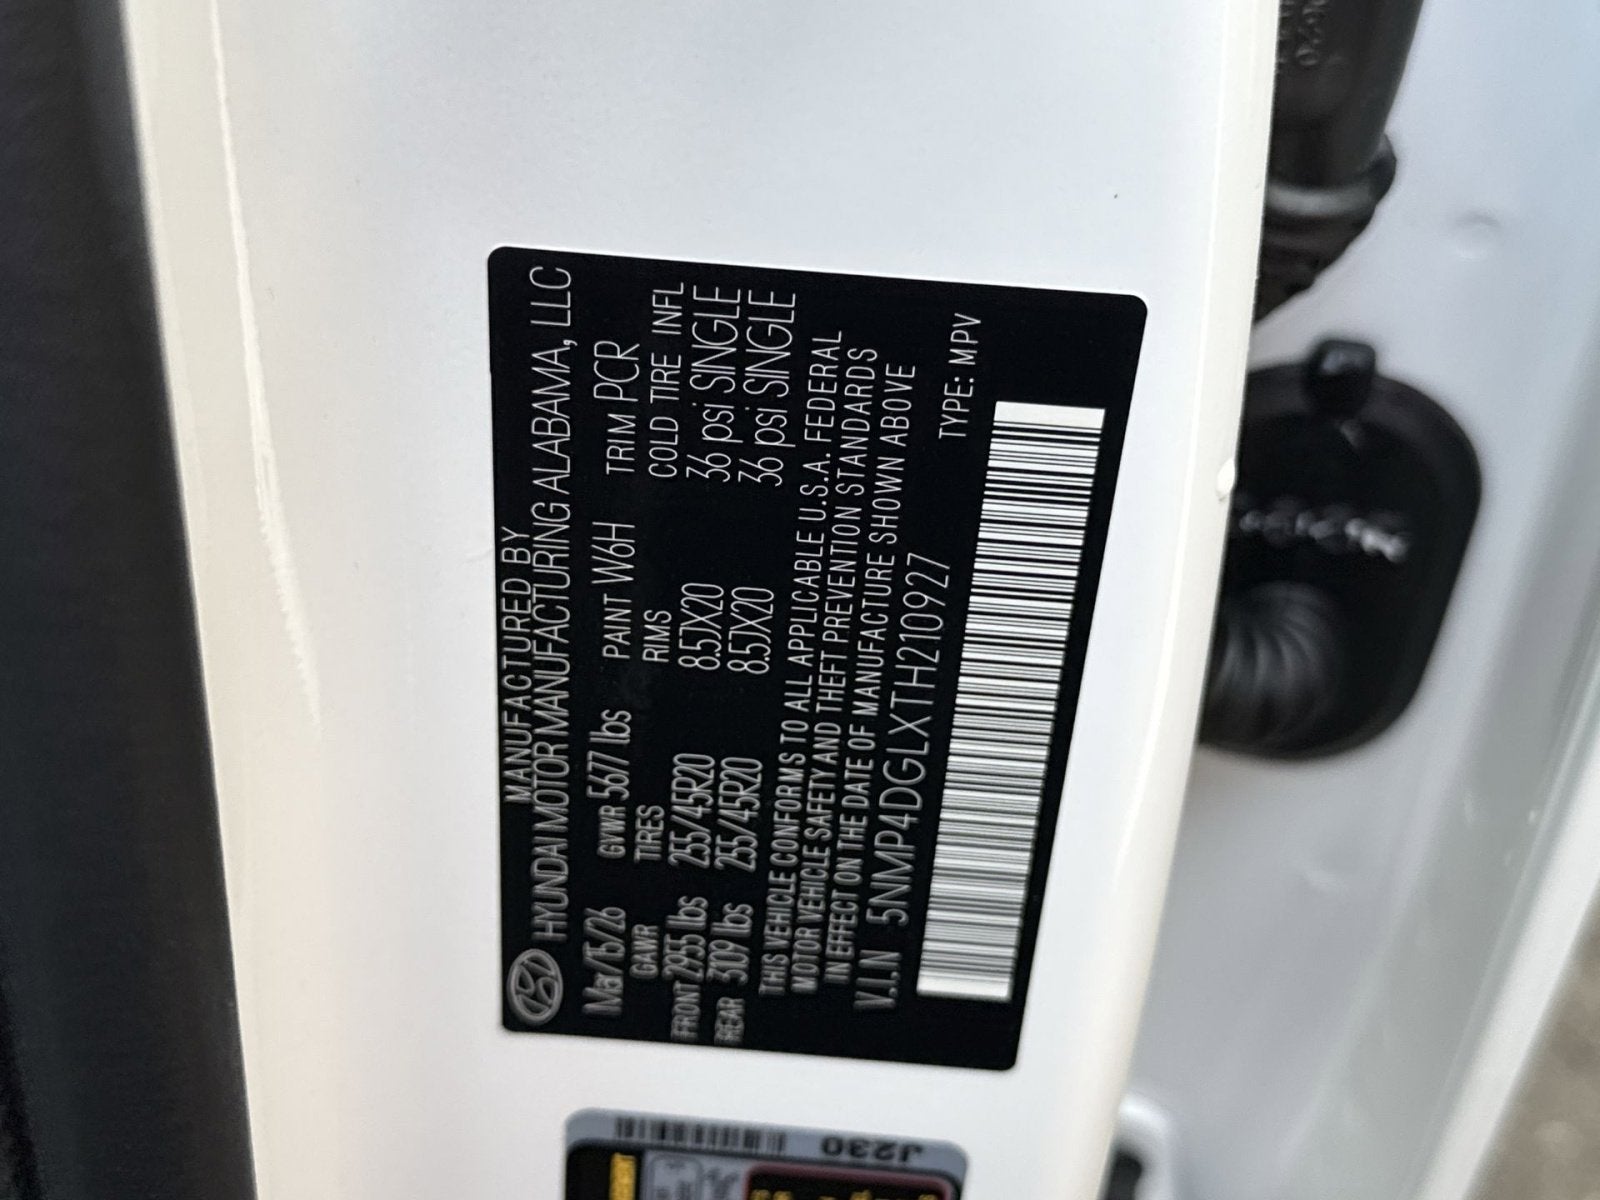 MANUFACTURED BY
HYUNDAI MOTOR MANUFACTURING ALABAMA, LLC
Mar/15/26 GVWR 5677 lbs PAINT W6H TRIM PCR
GAWR TIRES RIMS COLD TIRE INFL
FRONT 2955 lbs 255/45R20 8.5JX20 36 psi SINGLE
REAR 3109 lbs 255/45R20 8.5JX20 36 psi SINGLE
THIS VEHICLE CONFORMS TO ALL APPLICABLE U.S.A. FEDERAL
MOTOR VEHICLE SAFETY AND THEFT PREVENTION STANDARDS
IN EFFECT ON THE DATE OF MANUFACTURE SHOWN ABOVE
V.I.N 5NMP4DGLXTH210927 TYPE: MPV
J230